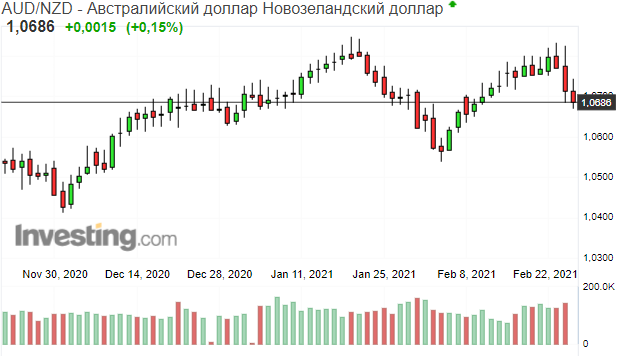 AUD/NZD - Австралийский доллар Новозеландский доллар
1,0686 +0,0015 (+0,15%)
1,0700
1,0686
1,0600
1,0500
1,0400
Investing.com
1,0300
Nov 30, 2020 Dec 14, 2020 Dec 28, 2020 Jan 11, 2021 Jan 25, 2021 Feb 8, 2021 Feb 22, 2021
200.0K
0